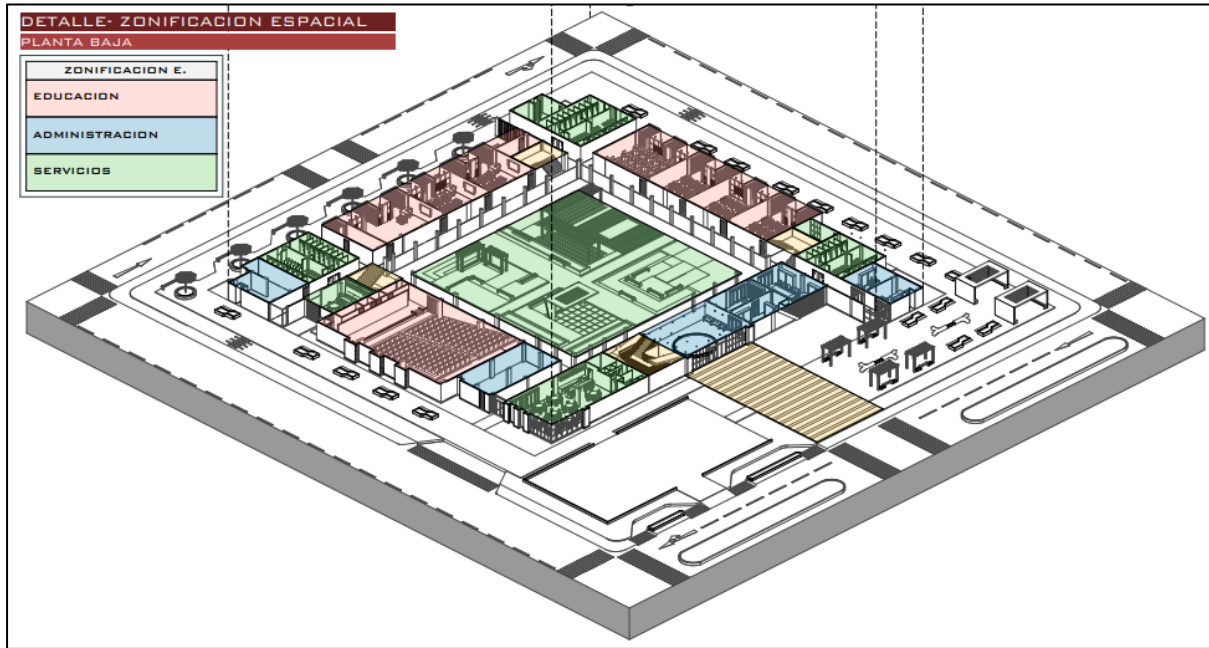 DETALLE- ZONIFICACION ESPACIAL
PLANTA BAJA
ZONIFICACION E.
EDUCACION
ADMINISTRACION
SERVICIOS